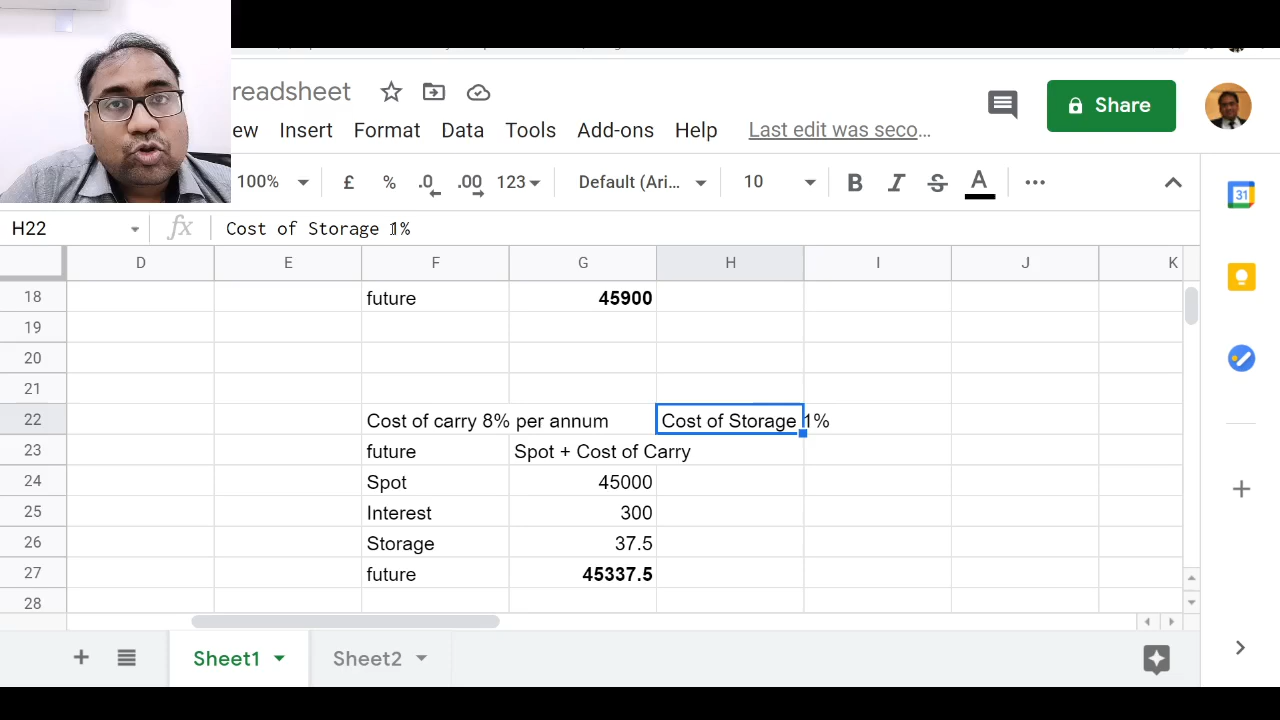 readsheet
Share
ew Insert Format Data Tools Add-ons Help Last edit was seco...
100% £ % .0 .00 123 Default (Ari... 10 B I S A
H22 fx Cost of Storage 1%
D E F G H I J K
18 future 45900
19
20
21
22 Cost of carry 8% per annum Cost of Storage 1%
23 future Spot + Cost of Carry
24 Spot 45000
25 Interest 300
26 Storage 37.5
27 future 45337.5
28
Sheet1 Sheet2
31